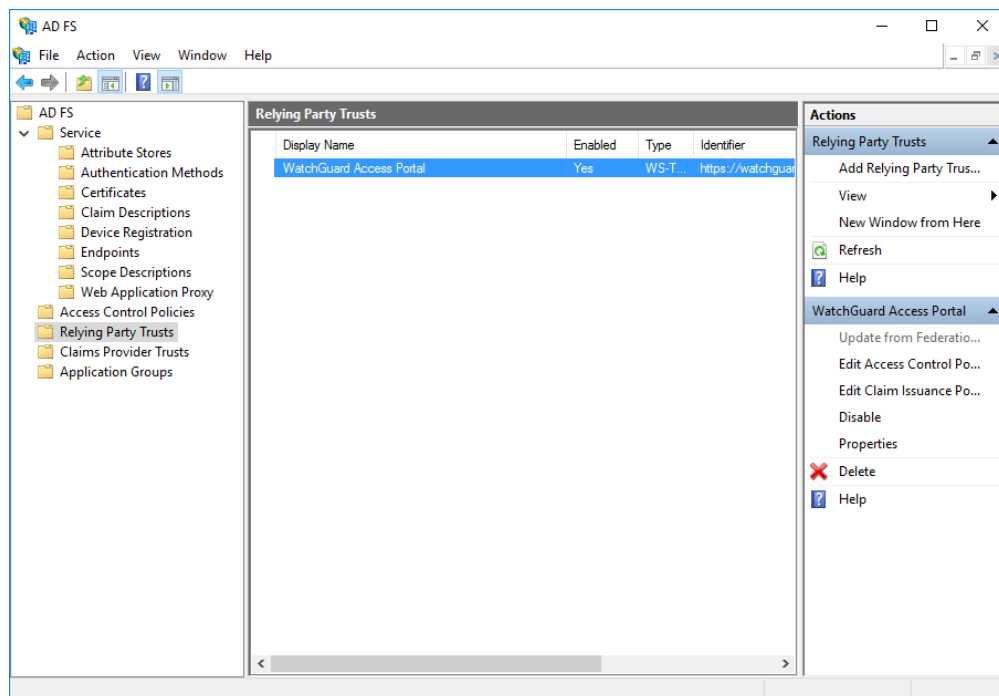 AD FS
File Action View Window Help
AD FS
Service
Attribute Stores
Authentication Methods
Certificates
Claim Descriptions
Device Registration
Endpoints
Scope Descriptions
Web Application Proxy
Access Control Policies
Relying Party Trusts
Claims Provider Trusts
Application Groups
Relying Party Trusts
Display Name Enabled Type Identifier
WatchGuard Access Portal Yes WS-T... https://watchguar
Actions
Relying Party Trusts
Add Relying Party Trus...
View
New Window from Here
Refresh
Help
WatchGuard Access Portal
Update from Federatio...
Edit Access Control Po...
Edit Claim Issuance Po...
Disable
Properties
Delete
Help